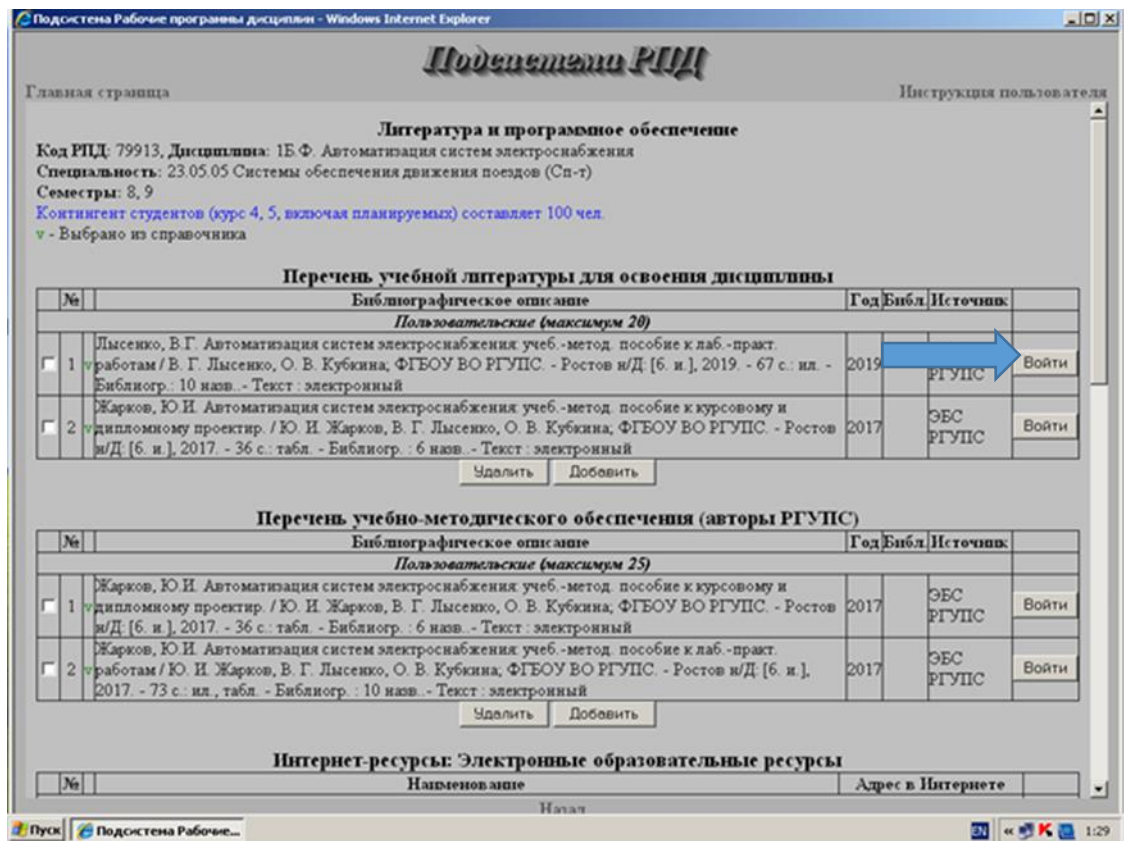 Подсистема Рабочие программы дисциплин - Windows Internet Explorer
Подсистема РПД
Главная страница Инструкция пользователя
Литература и программное обеспечение
Код РПД: 79913, Дисциплина: 1Б.Ф. Автоматизация систем электроснабжения
Специальность: 23.05.05 Системы обеспечения движения поездов (Сп-т)
Семестры: 8, 9
Контингент студентов (курс 4, 5, включая планируемых) составляет 100 чел.
v - Выбрано из справочника
Перечень учебной литературы для освоения дисциплины
№ Библиографическое описание Год Библ. Источник
Пользовательские (максимум 20)
Лысенко, В.Г. Автоматизация систем электроснабжения: учеб.-метод. пособие к лаб.-практ.
1 v работам / В. Г. Лысенко, О. В. Кубкина; ФГБОУ ВО РГУПС. - Ростов н/Д: [б. и.], 2019. - 67 с.: ил. - 2019 РГУПС Войти
Библиогр.: 10 назв..- Текст : электронный
Жарков, Ю.И. Автоматизация систем электроснабжения: учеб.-метод. пособие к курсовому и
2 v дипломному проектир. / Ю. И. Жарков, В. Г. Лысенко, О. В. Кубкина; ФГБОУ ВО РГУПС. - Ростов 2017 ЭБС РГУПС Войти
н/Д: [б. и.], 2017. - 36 с.: табл. - Библиогр. : 6 назв..- Текст : электронный
Удалить Добавить
Перечень учебно-методического обеспечения (авторы РГУПС)
№ Библиографическое описание Год Библ. Источник
Пользовательские (максимум 25)
Жарков, Ю.И. Автоматизация систем электроснабжения: учеб.-метод. пособие к курсовому и
1 v дипломному проектир. / Ю. И. Жарков, В. Г. Лысенко, О. В. Кубкина; ФГБОУ ВО РГУПС. - Ростов 2017 ЭБС РГУПС Войти
н/Д: [б. и.], 2017. - 36 с.: табл. - Библиогр. : 6 назв..- Текст : электронный
Жарков, Ю.И. Автоматизация систем электроснабжения: учеб.-метод. пособие к лаб.-практ.
2 v работам / Ю. И. Жарков, В. Г. Лысенко, О. В. Кубкина; ФГБОУ ВО РГУПС. - Ростов н/Д: [б. и.], 2017 ЭБС РГУПС Войти
2017. - 73 с.: ил., табл. - Библиогр. : 10 назв..- Текст : электронный
Удалить Добавить
Интернет-ресурсы: Электронные образовательные ресурсы
№ Наименование Адрес в Интернете
Назад
Пуск Подсистема Рабочие... EN « 1:29